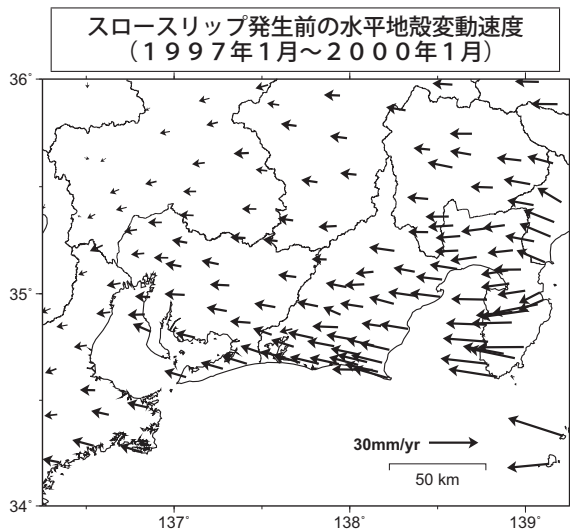 スロースリップ発生前の水平地殻変動速度
（１９９７年１月～２０００年１月）
36˚
35˚
30mm/yr
50 km
34˚
137˚
138˚
139˚